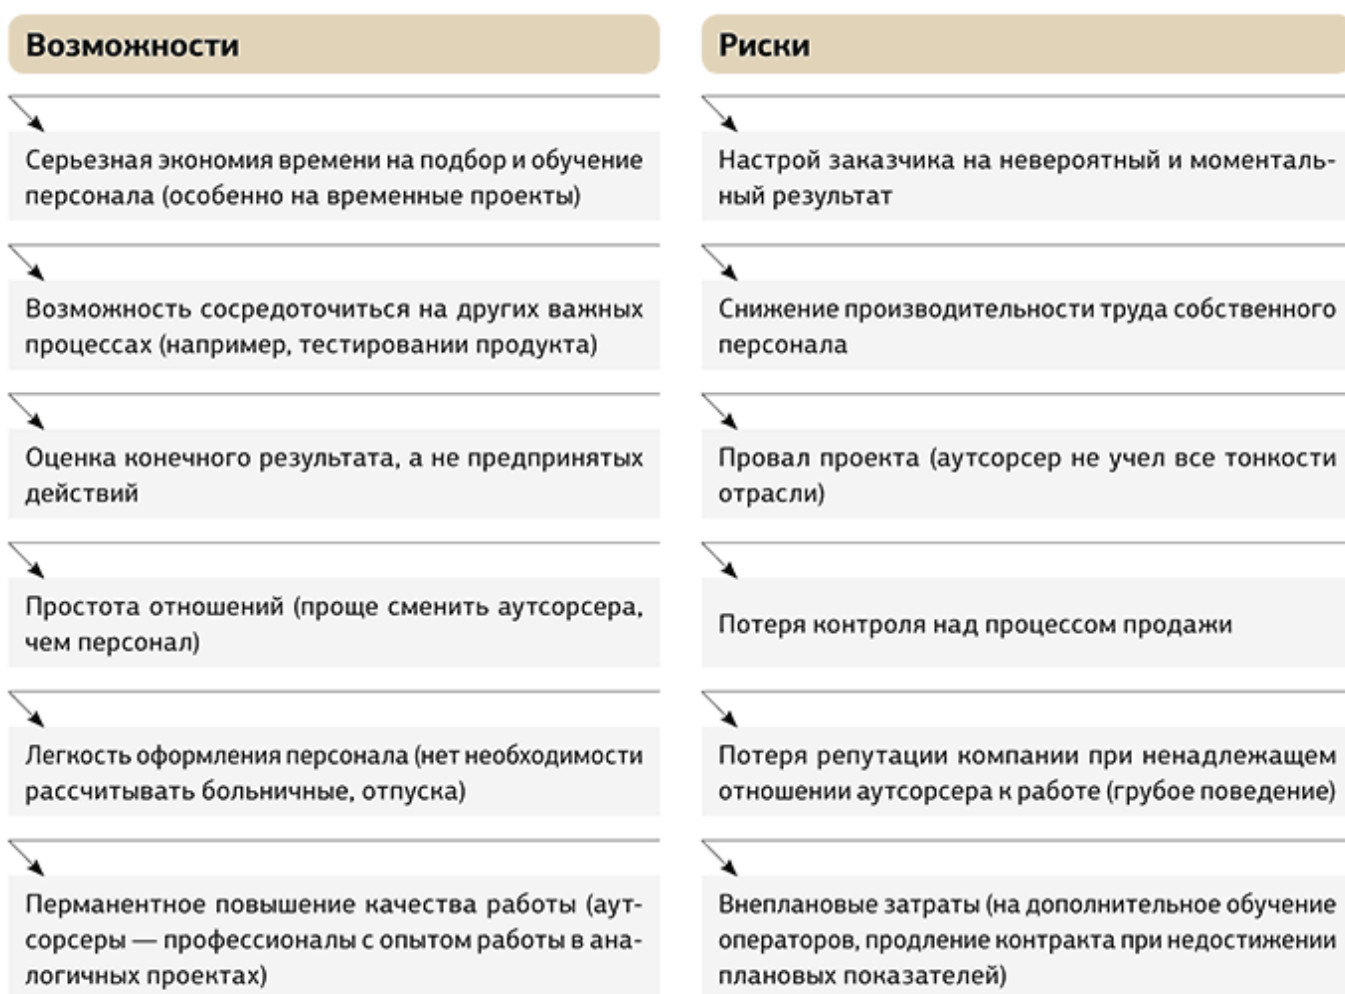 Возможности
Серьезная экономия времени на подбор и обучение
персонала (особенно на временные проекты)
Возможность сосредоточиться на других важных
процессах (например, тестировании продукта)
Оценка конечного результата, а не предпринятых
действий
Простота отношений (проще сменить аутсорсера,
чем персонал)
Легкость оформления персонала (нет необходимости
рассчитывать больничные, отпуска)
Перманентное повышение качества работы (аут-
сорсеры — профессионалы с опытом работы в ана-
логичных проектах)
Риски
Настрой заказчика на невероятный и моменталь-
ный результат
Снижение производительности труда собственного
персонала
Провал проекта (аутсорсер не учел все тонкости
отрасли)
Потеря контроля над процессом продажи
Потеря репутации компании при ненадлежащем
отношении аутсорсера к работе (грубое поведение)
Внеплановые затраты (на дополнительное обучение
операторов, продление контракта при недостижении
плановых показателей)